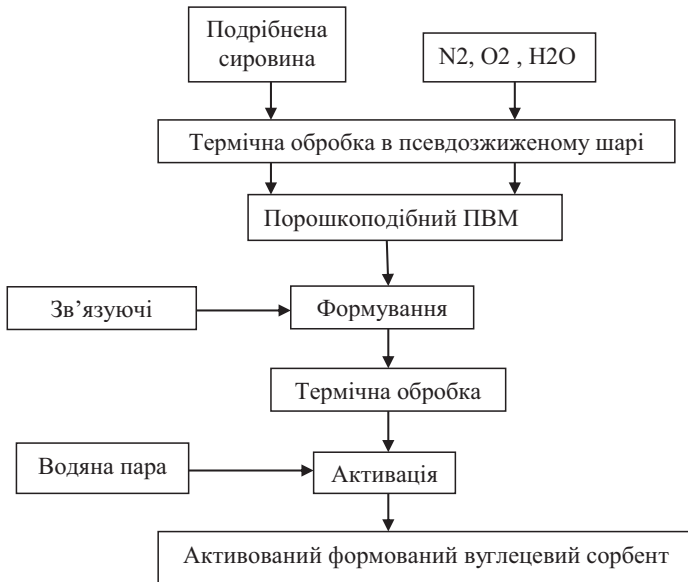 Подрібнена
сировина
N2, O2 , H2O
Термічна обробка в псевдозжиженому шарі
Порошкоподібний ПВМ
Зв’язуючі
Формування
Термічна обробка
Водяна пара
Активація
Активований формований вуглецевий сорбент